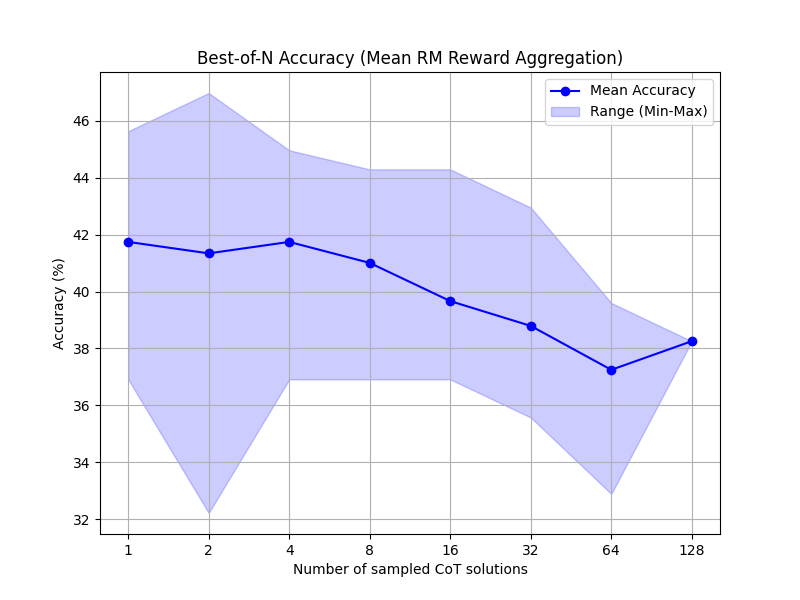 Best-of-N Accuracy (Mean RM Reward Aggregation)
Mean Accuracy
Range (Min-Max)
Accuracy (%)
46
44
42
40
38
36
34
32
1 2 4 8 16 32 64 128
Number of sampled CoT solutions